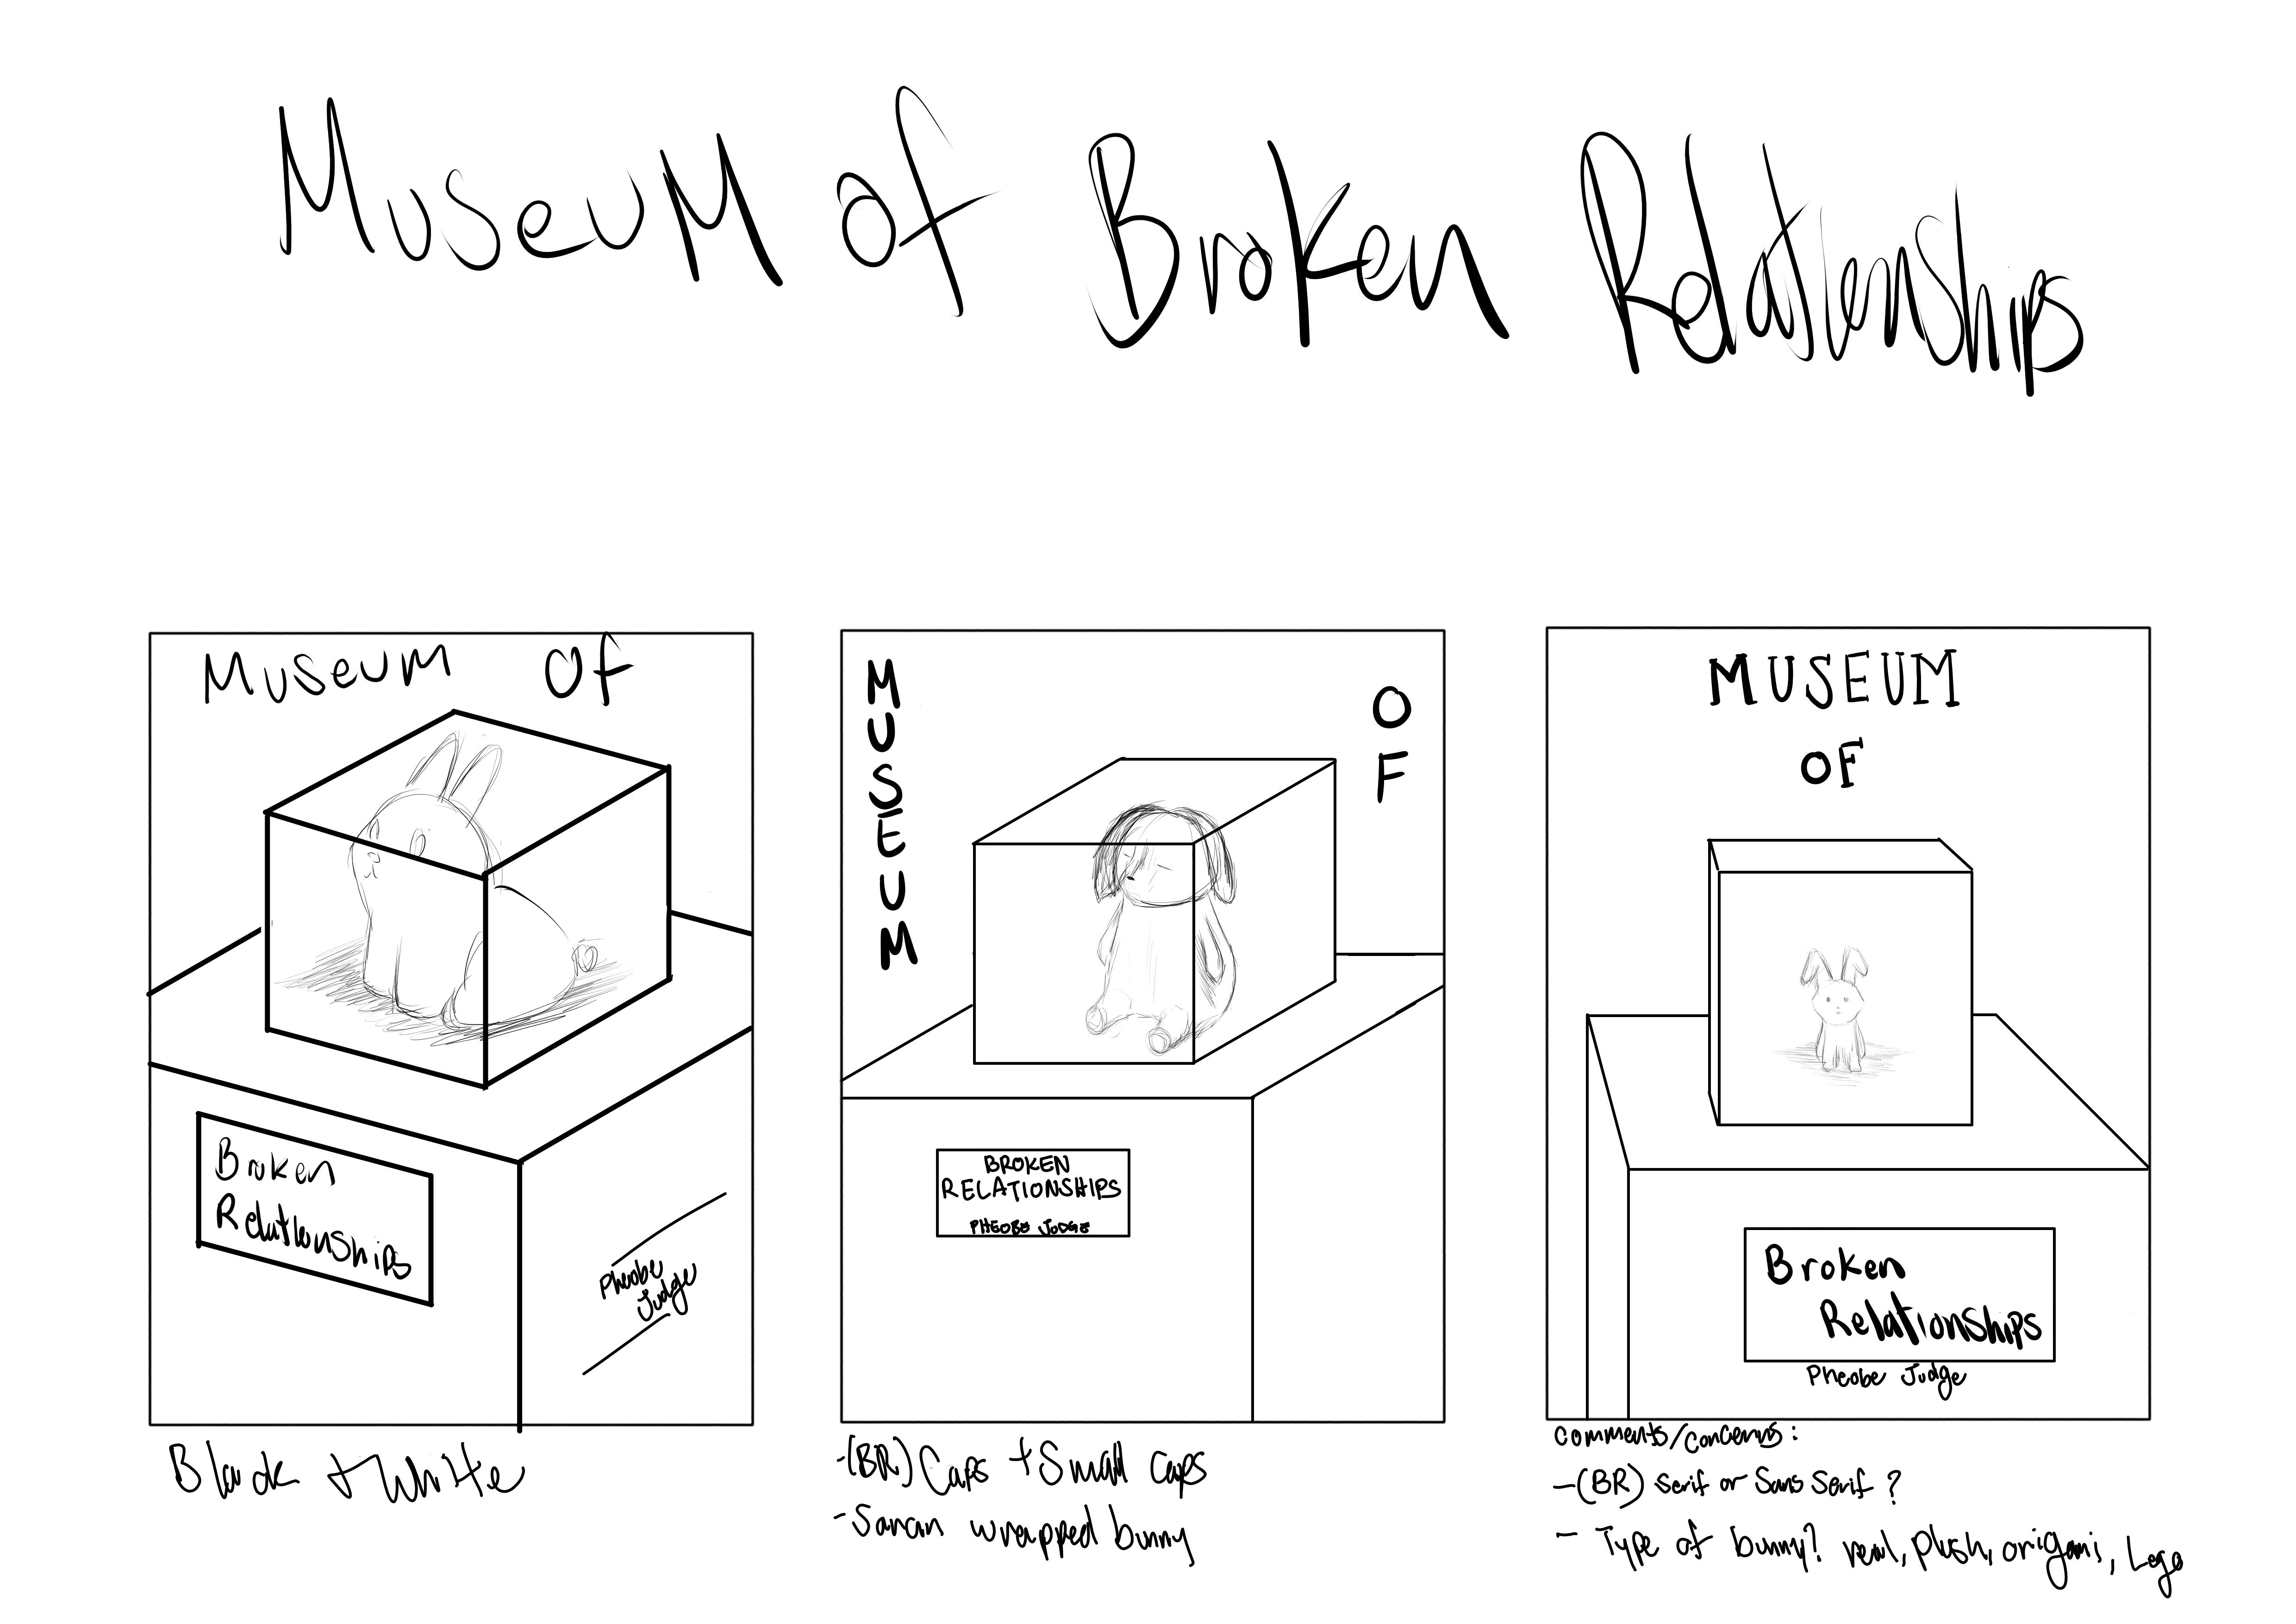 Museum of Broken Relationships
Museum of
Broken
Relationships
Pheobe
Judge
Black + White
MUSEUM
OF
BROKEN
RELATIONSHIPS
PHEOBE JUDGE
-(BR) Caps + Small caps
-Saran wrapped bunny
MUSEUM
OF
Broken
Relationships
Pheobe Judge
comments/concerns:
-(BR) serif or Sans Serif?
- Type of bunny? real, plush, origami, Lego